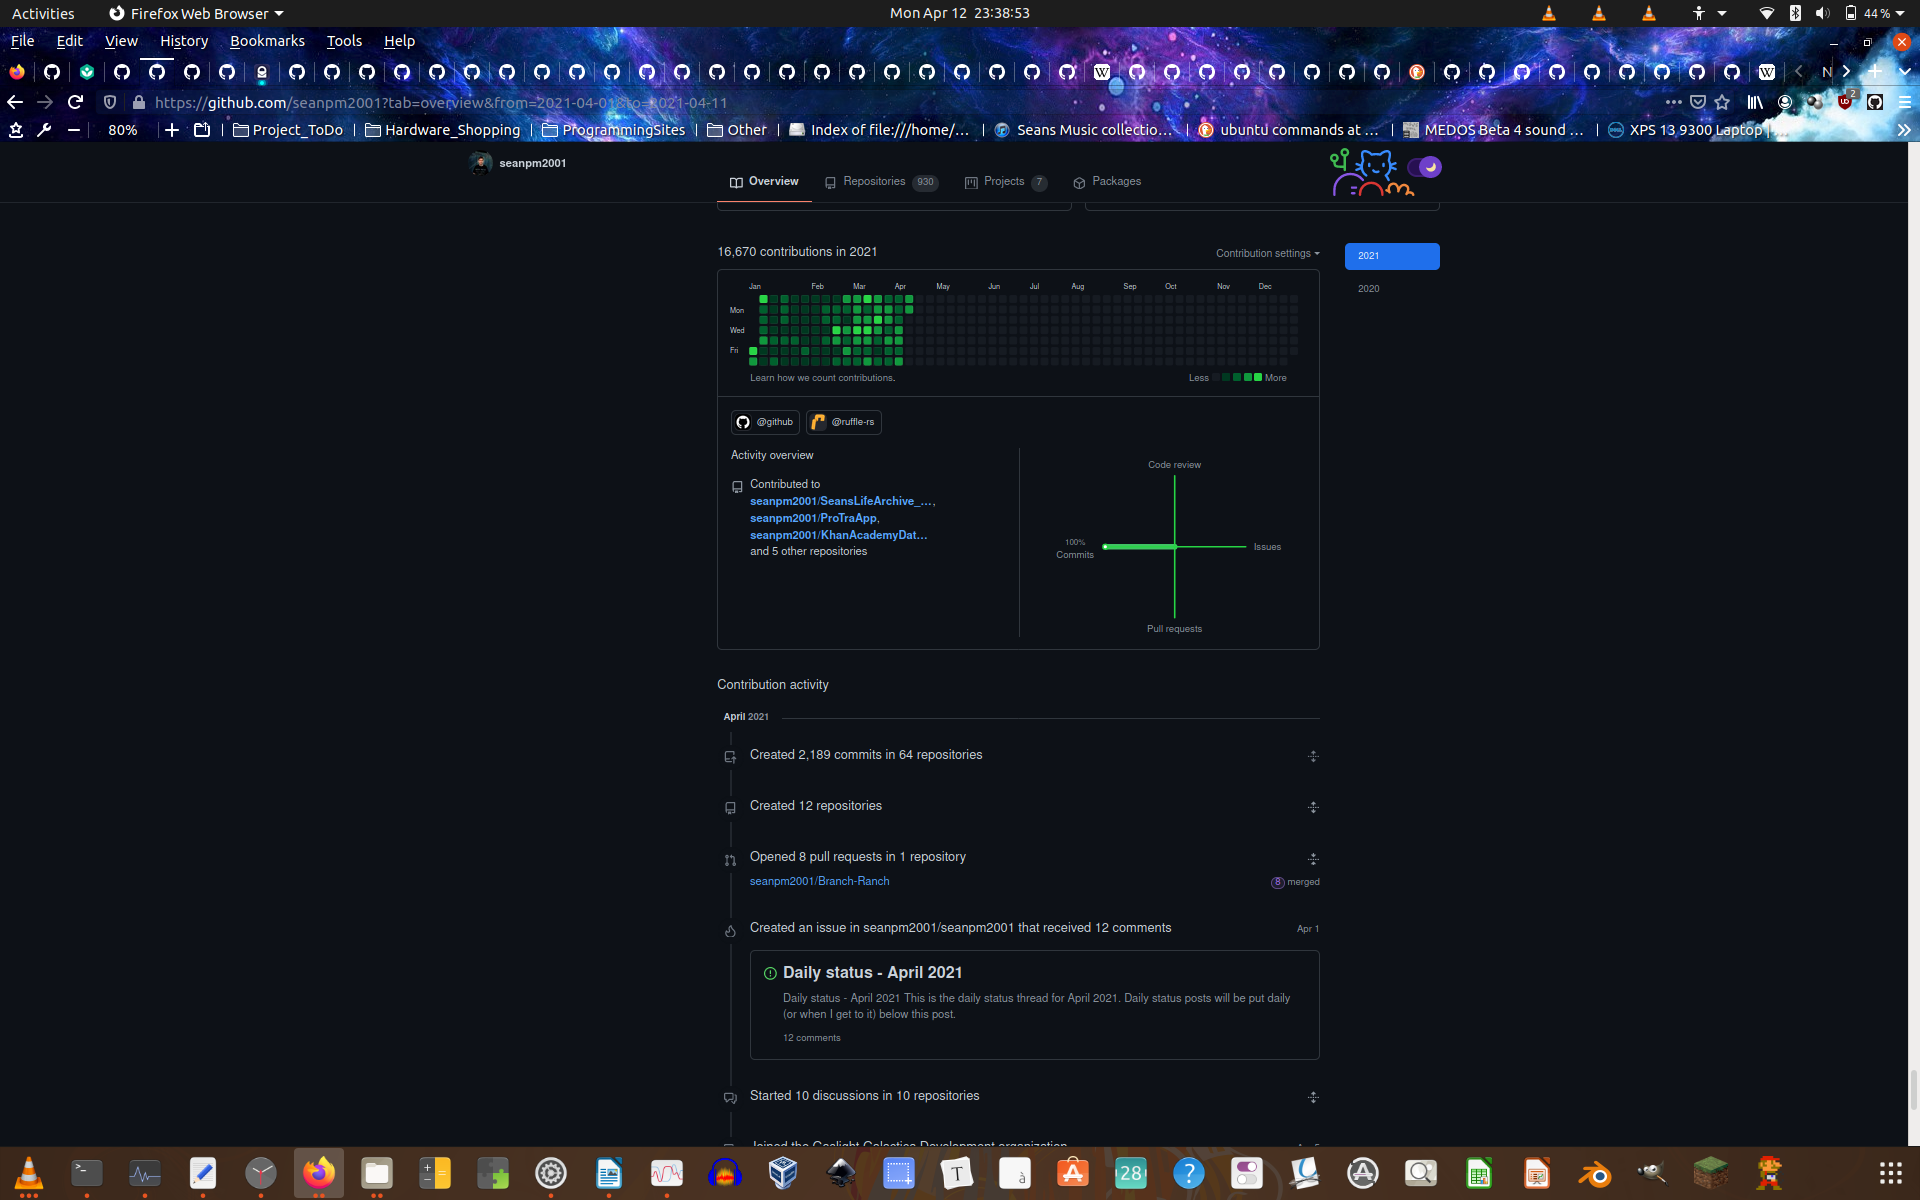 Activities
Firefox Web Browser
Mon Apr 12 23:38:53
44 %
File Edit View History Bookmarks Tools Help
W
W
N
https://github.com/seanpm2001?tab=overview&from=2021-04-01&to=2021-04-11
2
80%
Project_ToDo
Hardware_Shopping
ProgrammingSites
Other
Index of file:///home/…
Seans Music collectio…
ubuntu commands at …
MEDOS Beta 4 sound …
XPS 13 9300 Laptop | …
seanpm2001
Overview
Repositories 930
Projects 7
Packages
16,670 contributions in 2021
Contribution settings
2021
2020
Jan Feb Mar Apr May Jun Jul Aug Sep Oct Nov Dec
Mon
Wed
Fri
Learn how we count contributions.
Less More
@github
@ruffle-rs
Activity overview
Contributed to
seanpm2001/SeansLifeArchive_…,
seanpm2001/ProTraApp,
seanpm2001/KhanAcademyDat…
and 5 other repositories
Code review
100%
Commits
Issues
Pull requests
Contribution activity
April 2021
Created 2,189 commits in 64 repositories
Created 12 repositories
Opened 8 pull requests in 1 repository
seanpm2001/Branch-Ranch
8 merged
Created an issue in seanpm2001/seanpm2001 that received 12 comments
Apr 1
Daily status - April 2021
Daily status - April 2021 This is the daily status thread for April 2021. Daily status posts will be put daily
(or when I get to it) below this post.
12 comments
Started 10 discussions in 10 repositories
Joined the Gaslight Galactica Development organization